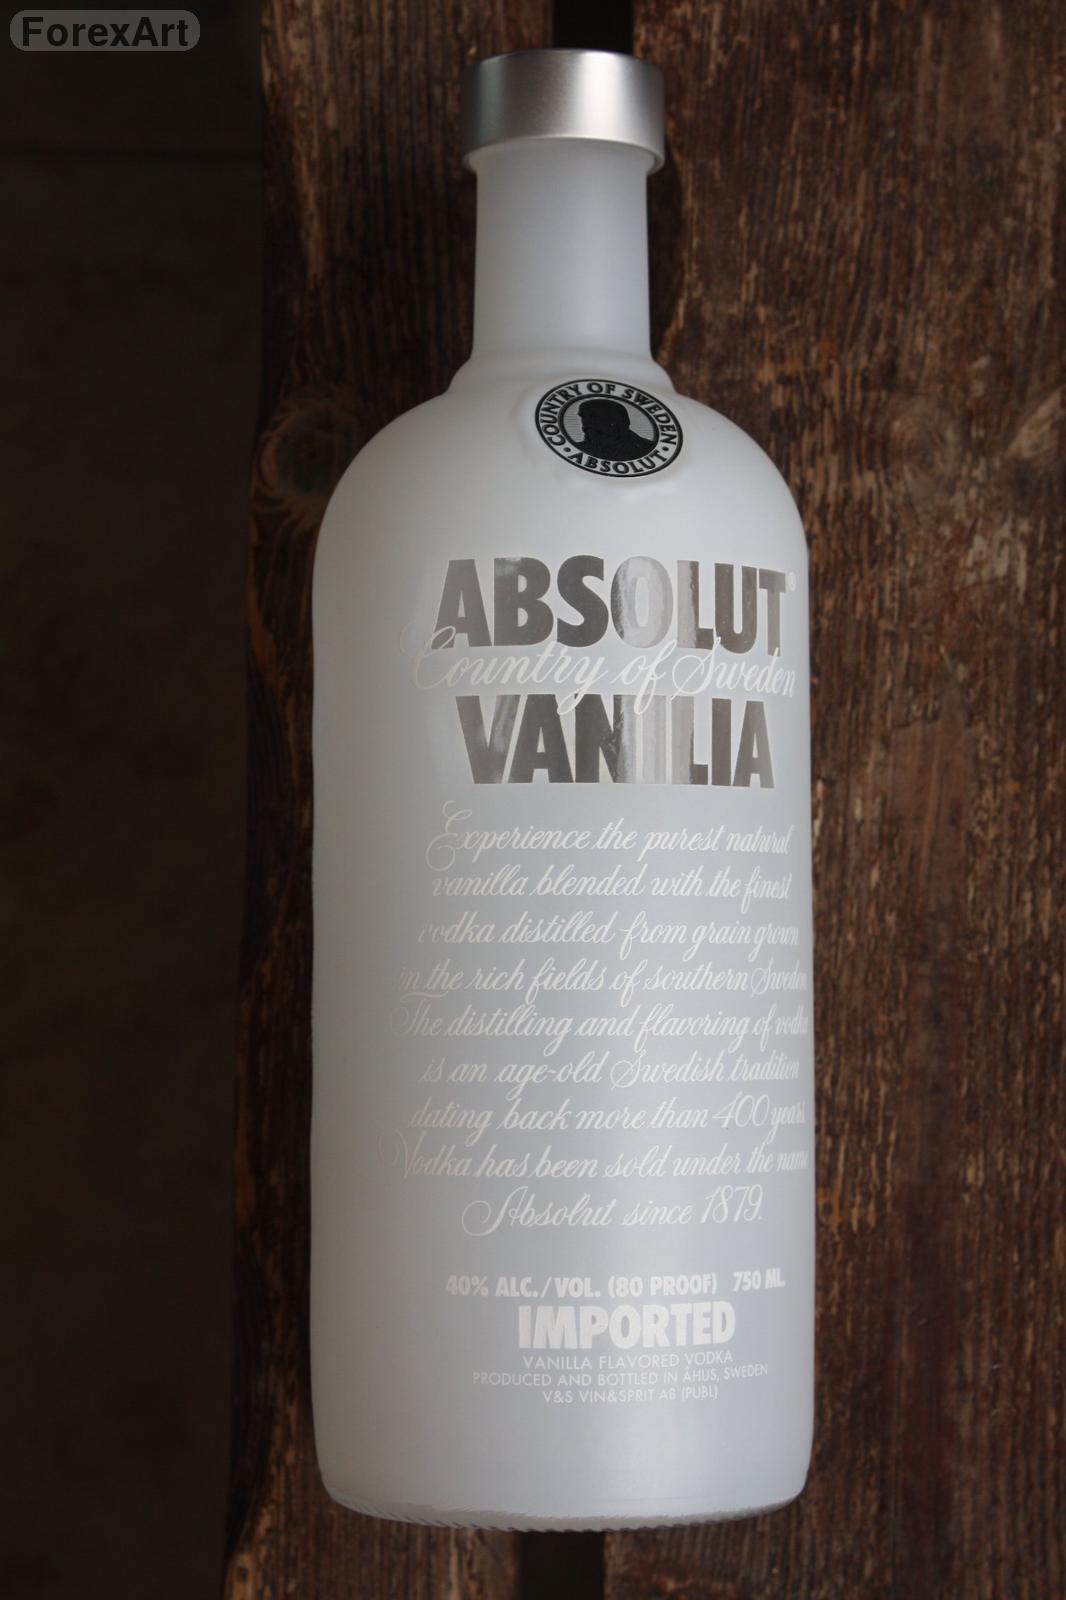 ForexArt
COUNTRY OF SWEDEN
ABSOLUT
ABSOLUT®
Country of Sweden
VANILIA
Experience the purest natural
vanilla blended with the finest
vodka distilled from grain grown
in the rich fields of southern Sweden.
The distilling and flavoring of vodka
is an age-old Swedish tradition
dating back more than 400 years.
Vodka has been sold under the name
Absolut since 1879.
40% ALC./VOL. (80 PROOF) 750 ML.
IMPORTED
VANILLA FLAVORED VODKA
PRODUCED AND BOTTLED IN ÅHUS, SWEDEN
V&S VIN&SPRIT AB (PUBL)